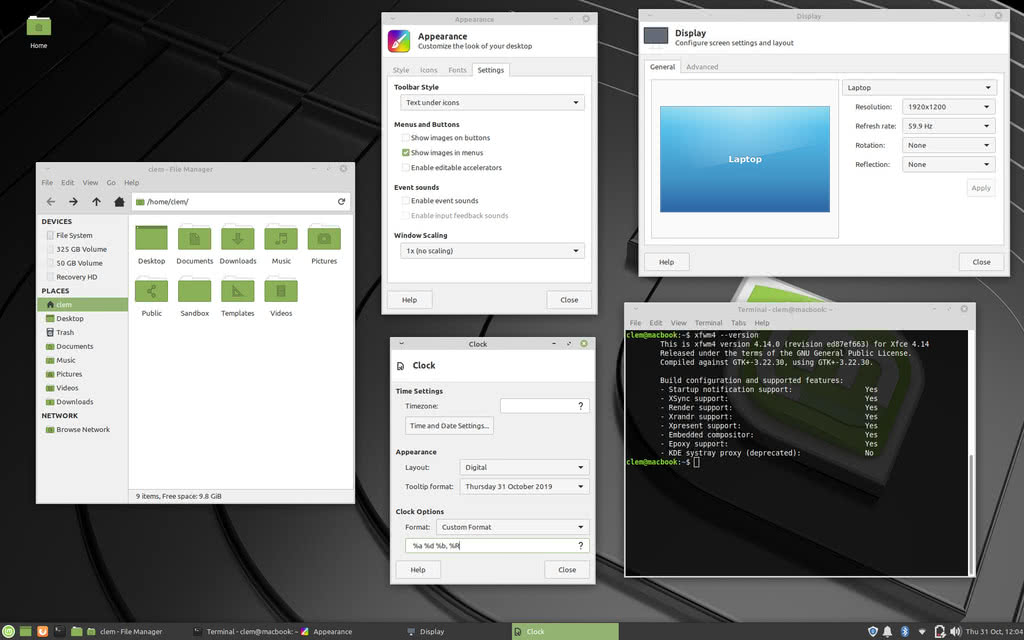 Home
clem - File Manager
File Edit View Go Help
/home/clem/
DEVICES
File System
325 GB Volume
50 GB Volume
Recovery HD
PLACES
clem
Desktop
Trash
Documents
Music
Pictures
Videos
Downloads
NETWORK
Browse Network
Desktop Documents Downloads Music Pictures
Public Sandbox Templates Videos
9 items, Free space: 9.8 GiB
Appearance
Appearance
Customize the look of your desktop
Style Icons Fonts Settings
Toolbar Style
Text under icons
Menus and Buttons
Show images on buttons
Show images in menus
Enable editable accelerators
Event sounds
Enable event sounds
Enable input feedback sounds
Window Scaling
1x (no scaling)
Help Close
Clock
Clock
Time Settings
Timezone: ?
Time and Date Settings...
Appearance
Layout: Digital
Tooltip format: Thursday 31 October 2019
Clock Options
Format: Custom Format
%a %d %b, %R ?
Help Close
Display
Display
Configure screen settings and layout
General Advanced
Laptop
Laptop
Resolution: 1920x1200
Refresh rate: 59.9 Hz
Rotation: None
Reflection: None
Apply
Help Close
Terminal - clem@macbook: ~
File Edit View Terminal Tabs Help
clem@macbook:~$ xfwm4 --version
This is xfwm4 version 4.14.0 (revision ed87ef663) for Xfce 4.14
Released under the terms of the GNU General Public License.
Compiled against GTK+-3.22.30, using GTK+-3.22.30.
Build configuration and supported features:
- Startup notification support: Yes
- XSync support: Yes
- Render support: Yes
- Xrandr support: Yes
- Xpresent support: Yes
- Embedded compositor: Yes
- Epoxy support: Yes
- KDE systray proxy (deprecated): No
clem@macbook:~$
clem - File Manager Terminal - clem@macbook: ~ Appearance Display Clock Thu 31 Oct, 12:04